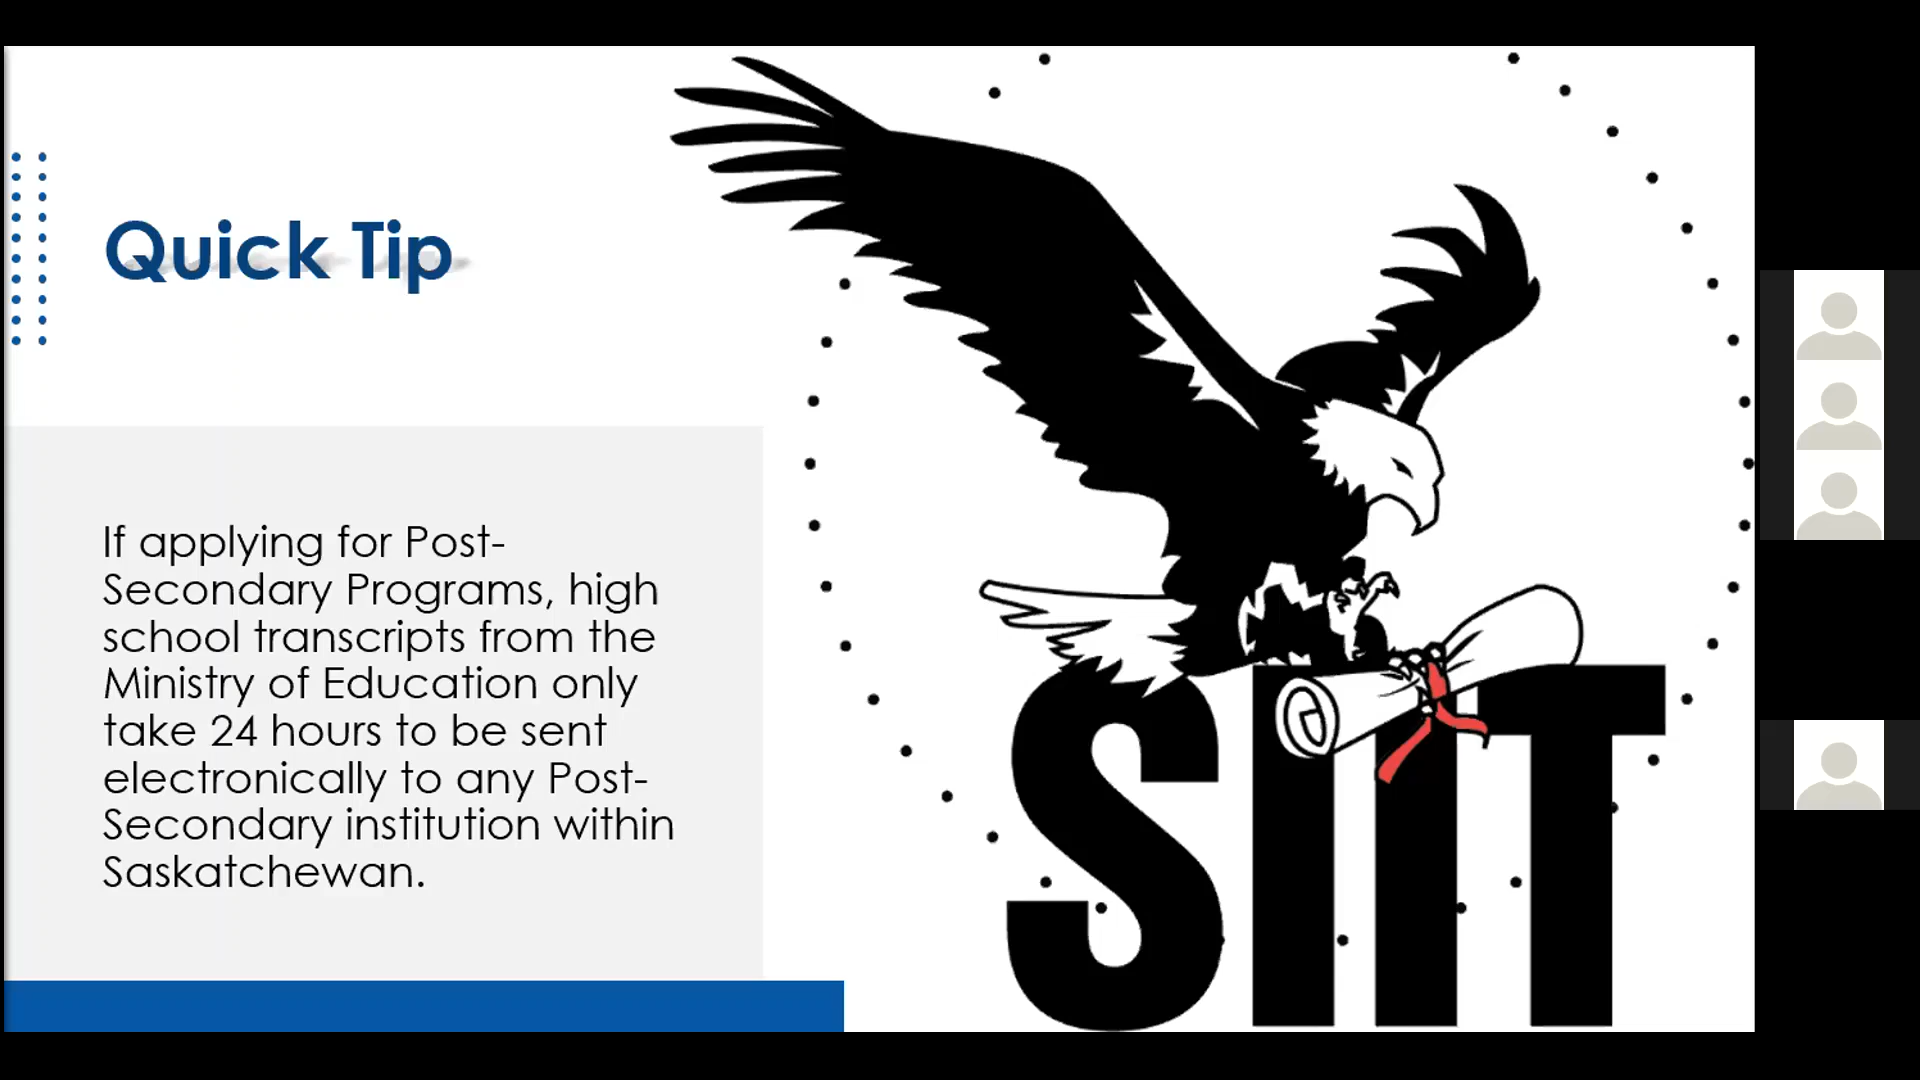 Quick Tip
If applying for Post-
Secondary Programs, high
school transcripts from the
Ministry of Education only
take 24 hours to be sent
electronically to any Post-
Secondary institution within
Saskatchewan.
SIIT